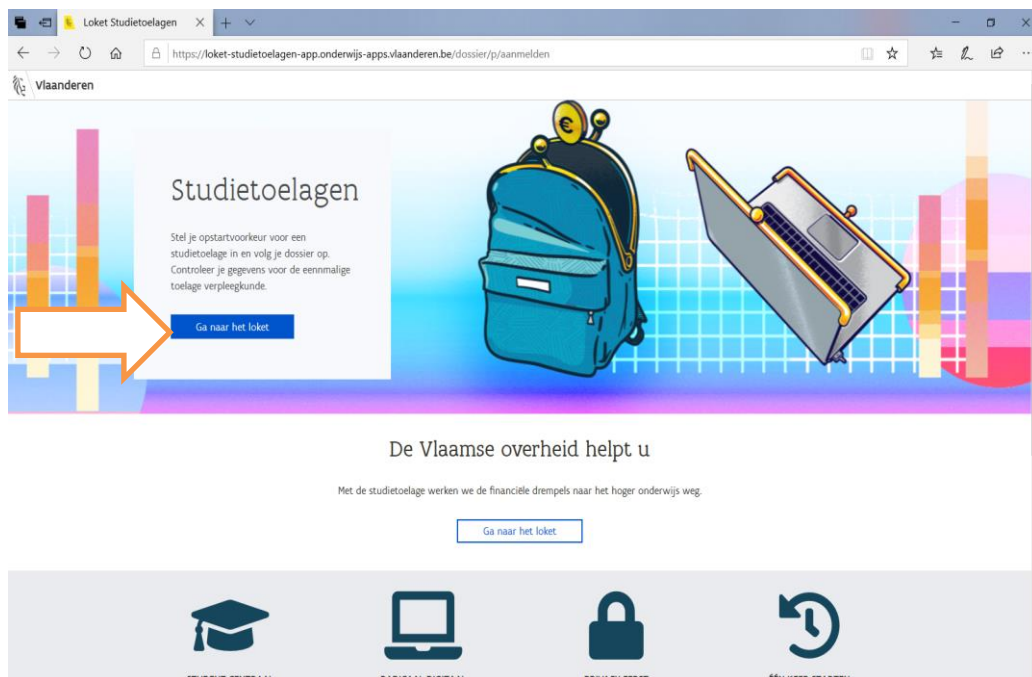 Loket Studietoelagen
https://loket-studietoelagen-app.onderwijs-apps.vlaanderen.be/dossier/p/aanmelden
Vlaanderen
Studietoelagen
Stel je opstartvoorkeur voor een
studietoelage in en volg je dossier op.
Controleer je gegevens voor de eennmalige
toelage verpleegkunde.
Ga naar het loket
De Vlaamse overheid helpt u
Met de studietoelage werken we de financiële drempels naar het hoger onderwijs weg.
Ga naar het loket